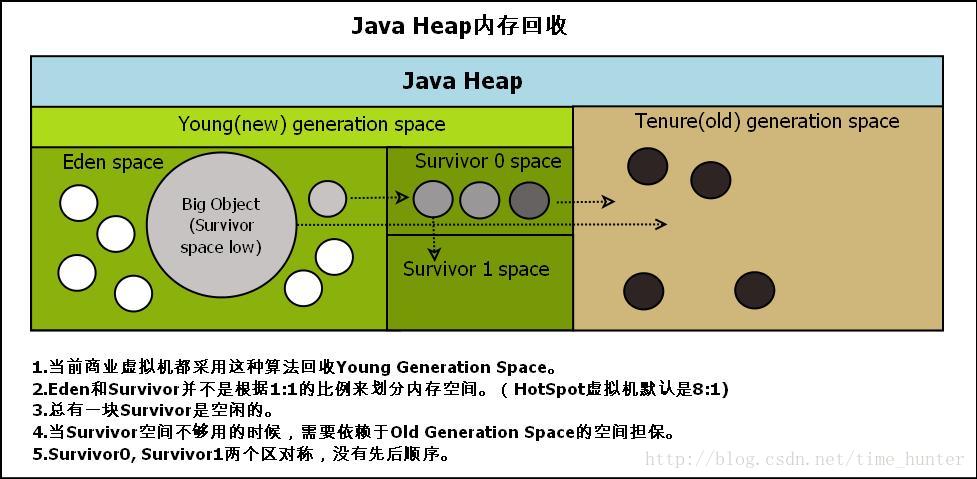 Java Heap内存回收
Java Heap
Young(new) generation space
Tenure(old) generation space
Eden space
Survivor 0 space
Big Object
(Survivor
space low)
Survivor 1 space
1.当前商业虚拟机都采用这种算法回收Young Generation Space。
2.Eden和Survivor并不是根据1:1的比例来划分内存空间。（HotSpot虚拟机默认是8:1)
3.总有一块Survivor是空闲的。
4.当Survivor空间不够用的时候，需要依赖于Old Generation Space的空间担保。
5.Survivor0, Survivor1两个区对称，没有先后顺序。
http://blog.csdn.net/time_hunter